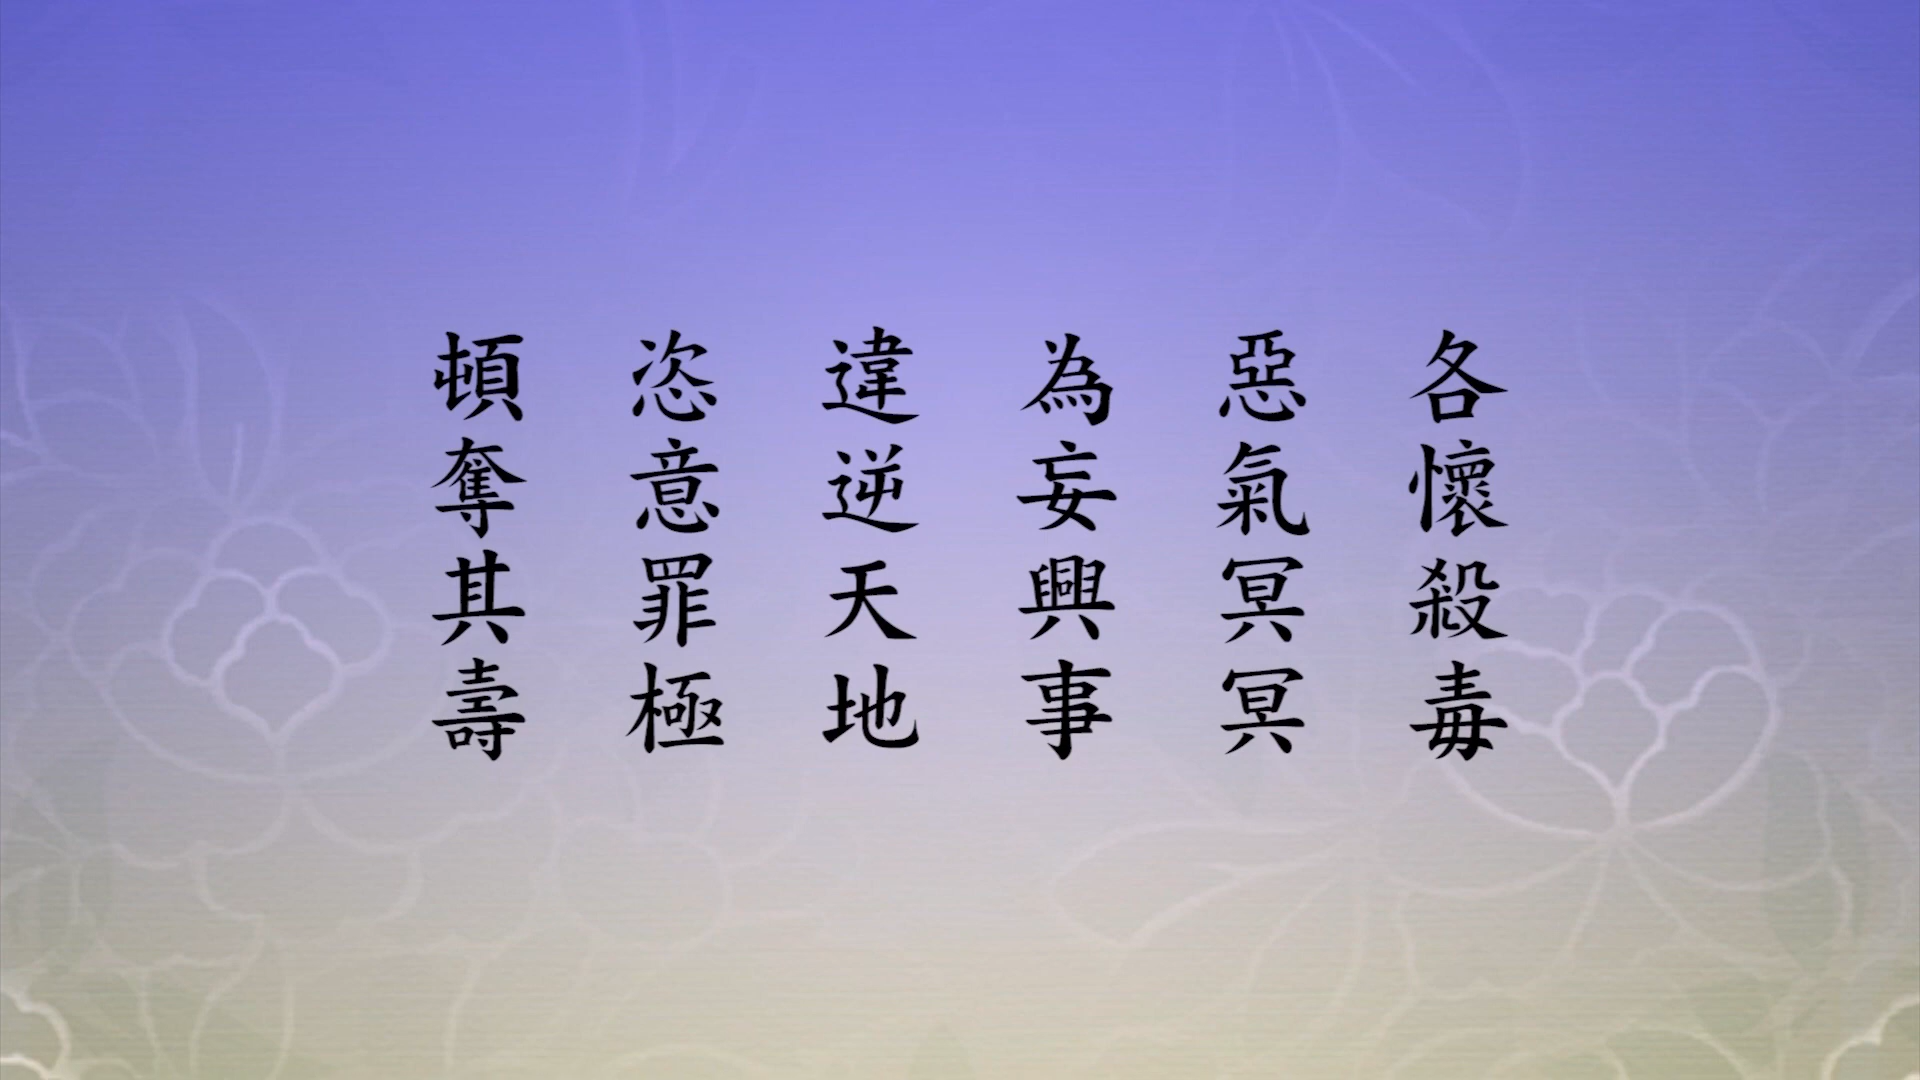 各懷殺毒
惡氣冥冥
為妄興事
違逆天地
恣意罪極
頓奪其壽